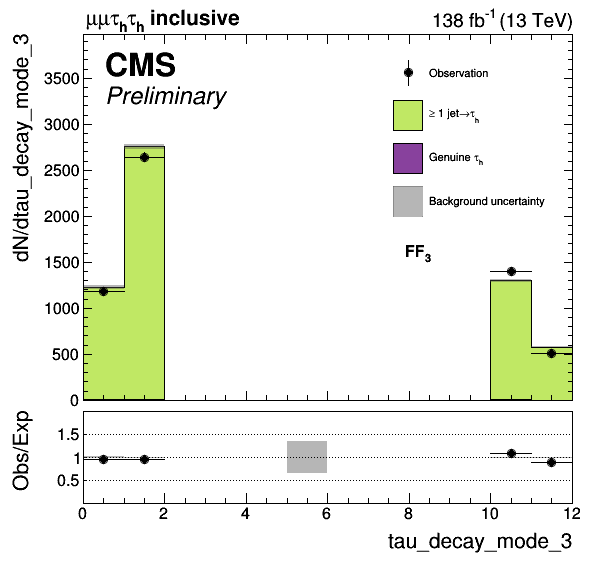 μμτhτh inclusive
138 fb-1 (13 TeV)
CMS
Preliminary
Observation
≥ 1 jet→τh
Genuine τh
Background uncertainty
FF3
dN/dtau_decay_mode_3
3500
3000
2500
2000
1500
1000
500
0
Obs/Exp
1.5
1
0.5
0 2 4 6 8 10 12
tau_decay_mode_3